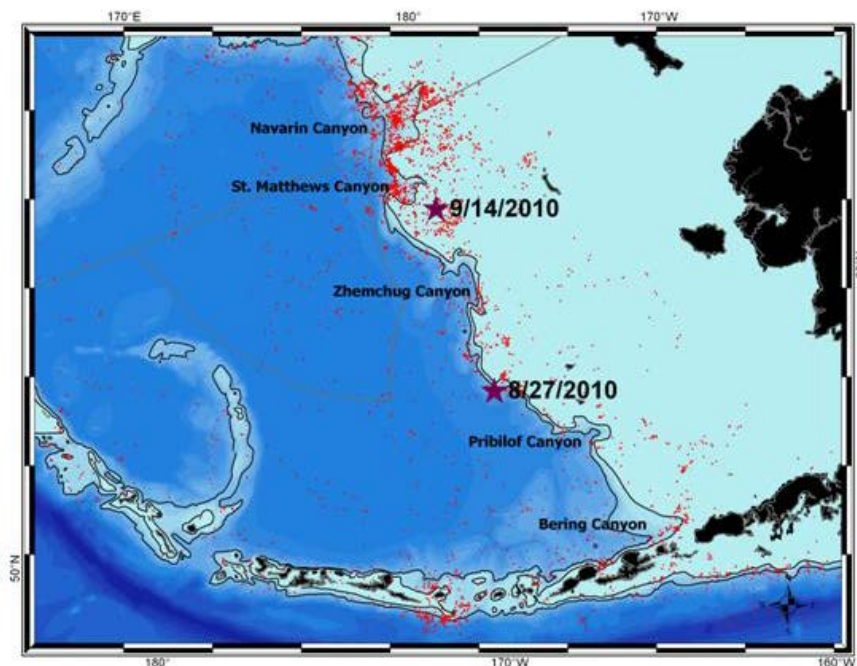 170°E 180° 170°W
Navarin Canyon
St. Matthews Canyon
9/14/2010
Zhemchug Canyon
8/27/2010
Pribilof Canyon
Bering Canyon
50°N
180° 170°W 160°W